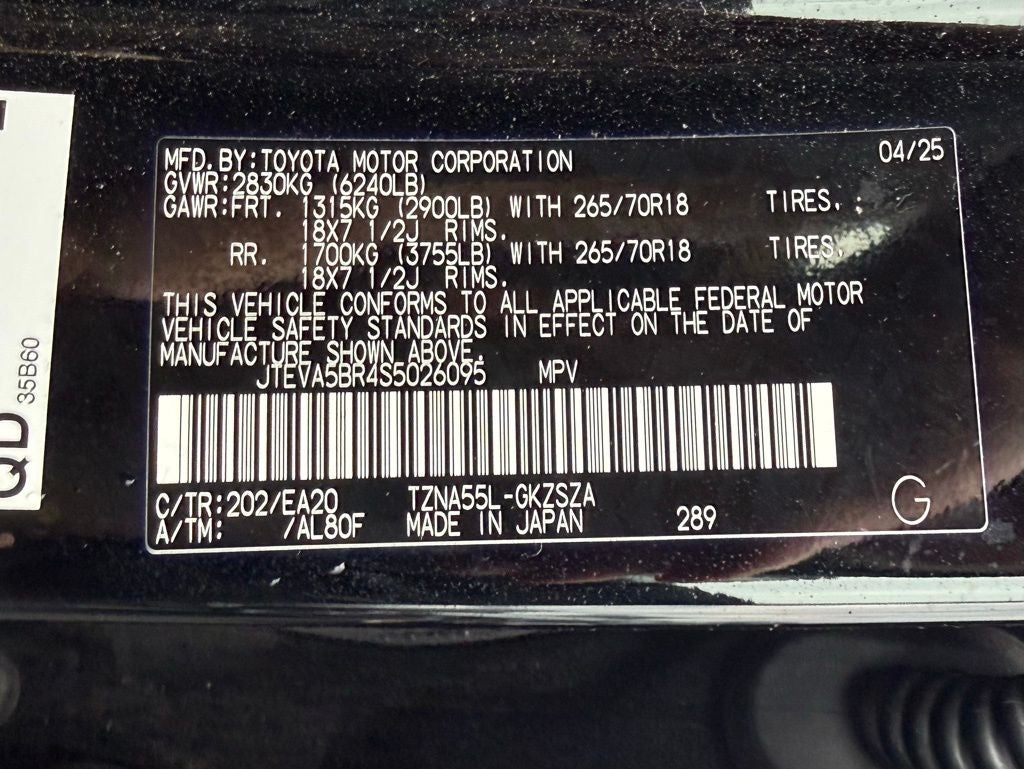 MFD. BY: TOYOTA MOTOR CORPORATION 04/25
GVWR: 2830KG (6240LB)
GAWR: FRT. 1315KG (2900LB) WITH 265/70R18 TIRES, :
18X7 1/2J RIMS.
RR. 1700KG (3755LB) WITH 265/70R18 TIRES,
18X7 1/2J RIMS.
THIS VEHICLE CONFORMS TO ALL APPLICABLE FEDERAL MOTOR
VEHICLE SAFETY STANDARDS IN EFFECT ON THE DATE OF
MANUFACTURE SHOWN ABOVE.
JTEVA5BR4S5026095 MPV
C/TR: 202/EA20 TZNA55L-GKZSZA
A/TM: /AL80F MADE IN JAPAN 289 G
QD
35B60